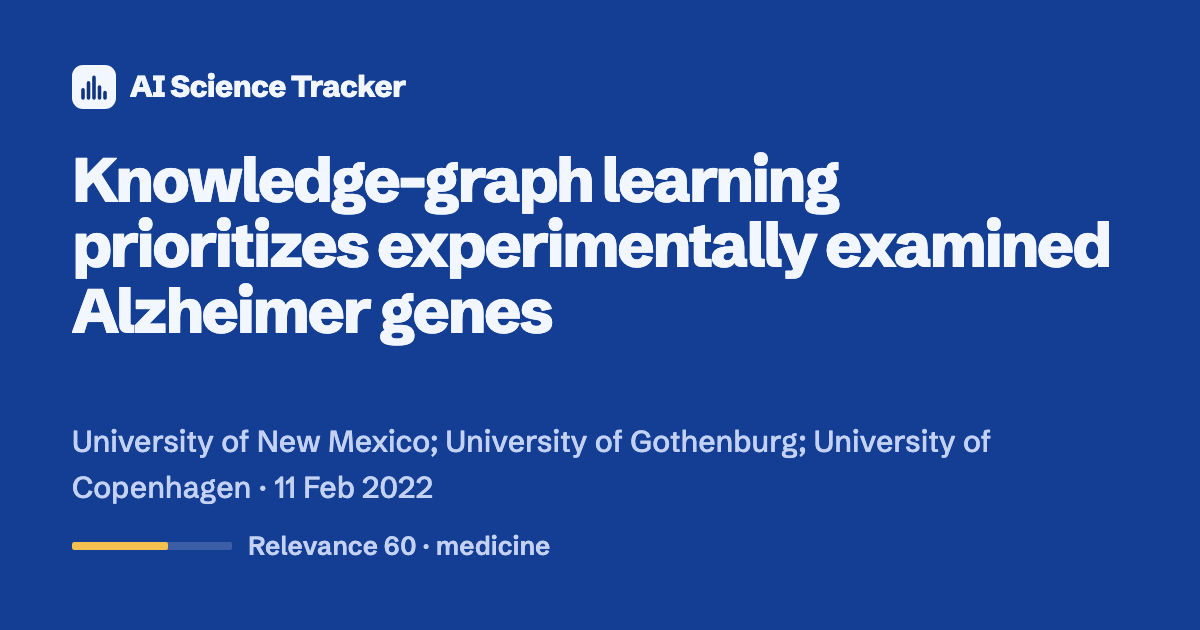 AI Science Tracker
Knowledge-graph learning
prioritizes experimentally examined
Alzheimer genes
University of New Mexico; University of Gothenburg; University of
Copenhagen · 11 Feb 2022
Relevance 60 · medicine